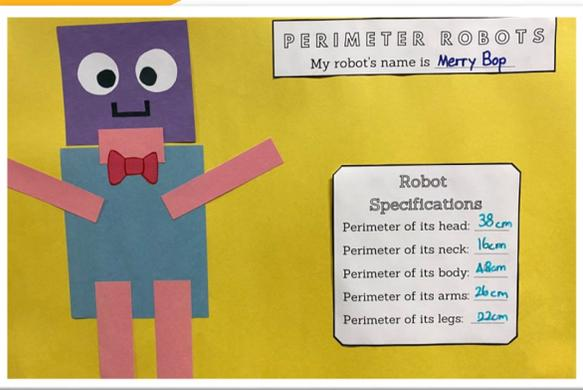 PERIMETER ROBOTS
My robot's name is Merry Bop
Robot
Specifications
Perimeter of its head: 38cm
Perimeter of its neck: 16cm
Perimeter of its body: 48cm
Perimeter of its arms: 26cm
Perimeter of its legs: 22cm